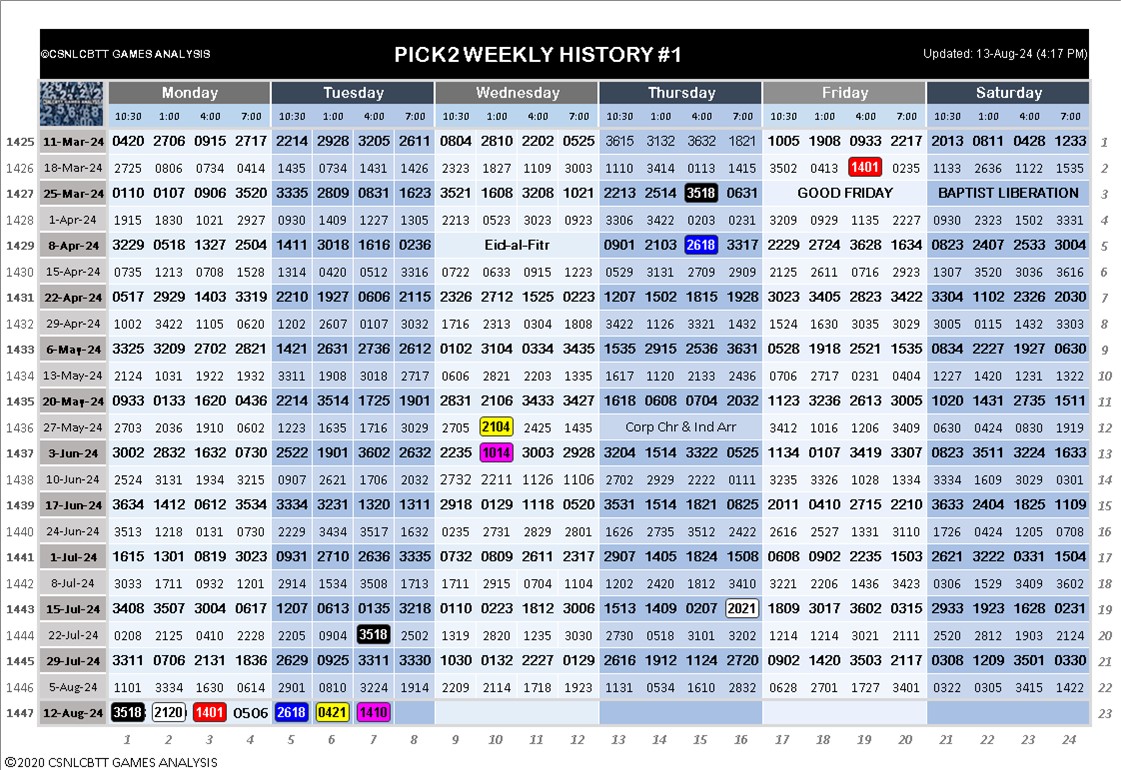 ©CSNLCBTT GAMES ANALYSIS PICK2 WEEKLY HISTORY #1 Updated: 13-Aug-24 (4:17 PM)
Monday Tuesday Wednesday Thursday Friday Saturday
10:30 1:00 4:00 7:00 10:30 1:00 4:00 7:00 10:30 1:00 4:00 7:00 10:30 1:00 4:00 7:00 10:30 1:00 4:00 7:00 10:30 1:00 4:00 7:00
1425 11-Mar-24 0420 2706 0915 2717 2214 2928 3205 2611 0804 2810 2202 0525 3615 3132 3632 1821 1005 1908 0933 2217 2013 0811 0428 1233 1
1426 18-Mar-24 2725 0806 0734 0414 1435 0734 1431 1426 2323 1827 1109 3003 1110 3414 0113 1415 3502 0413 1401 0235 1133 2636 1122 1535 2
1427 25-Mar-24 0110 0107 0906 3520 3335 2809 0831 1623 3521 1608 3208 1021 2213 2514 3518 0631 GOOD FRIDAY BAPTIST LIBERATION 3
1428 1-Apr-24 1915 1830 1021 2927 0930 1409 1227 1305 2213 0523 3023 0923 3306 3422 0203 0231 3209 0929 1135 2227 0930 2323 1502 3331 4
1429 8-Apr-24 3229 0518 1327 2504 1411 3018 1616 0236 Eid-al-Fitr 0901 2103 2618 3317 2229 2724 3628 1634 0823 2407 2533 3004 5
1430 15-Apr-24 0735 1213 0708 1528 1314 0420 0512 3316 0722 0633 0915 1223 0529 3131 2709 2909 2125 2611 0716 2923 1307 3520 3036 3616 6
1431 22-Apr-24 0517 2929 1403 3319 2210 1927 0606 2115 2326 2712 1525 0223 1207 1502 1815 1928 3023 3405 2823 3422 3304 1102 2326 2030 7
1432 29-Apr-24 1002 3422 1105 0620 1202 2607 0107 3032 1716 2313 0304 1808 3422 1126 3321 1432 1524 1630 3035 3029 3005 0115 1432 3303 8
1433 6-May-24 3325 3209 2702 2821 1421 2631 2736 2612 0102 3104 0334 3435 1535 2915 2536 3631 0528 1918 2521 1535 0834 2227 1927 0630 9
1434 13-May-24 2124 1031 1922 1932 3311 1908 3018 2717 0606 2821 2203 1335 1617 1120 2133 2436 0706 2717 0231 0404 1227 1420 1231 1322 10
1435 20-May-24 0933 0133 1620 0436 2214 3514 1725 1901 2831 2106 3433 3427 1618 0608 0704 2032 1123 3236 2613 3005 1020 1431 2735 1511 11
1436 27-May-24 2703 2036 1910 0602 1223 1635 1716 3029 2705 2104 2425 1435 Corp Chr & Ind Arr 3412 1016 1206 3409 0630 0424 0830 1919 12
1437 3-Jun-24 3002 2832 1632 0730 2522 1901 3602 2632 2235 1014 3003 2928 3204 1514 3322 0525 1134 0107 3419 3307 0823 3511 3224 1633 13
1438 10-Jun-24 2524 3131 1934 3215 0907 2621 1706 2032 2732 2211 1126 1106 2702 2929 2222 0111 3235 3326 1028 1334 3334 1609 3029 0301 14
1439 17-Jun-24 3634 1412 0612 3534 3334 3231 1320 1311 2918 0129 1118 0520 3531 1514 1821 0825 2011 0410 2715 2210 3633 2404 1825 1109 15
1440 24-Jun-24 3513 1218 0131 0730 2229 3434 3517 1632 0235 2731 2829 2801 1626 2735 3512 2422 2616 2527 1331 3110 1726 0424 1205 0708 16
1441 1-Jul-24 1615 1301 0819 3023 0931 2710 2636 3335 0732 0809 2611 2317 2907 1405 1824 1508 0608 0902 2235 1503 2621 3222 0331 1504 17
1442 8-Jul-24 3033 1711 0932 1201 2914 1534 3508 1713 1711 2915 0704 1104 1202 2420 1812 3410 3221 2206 1436 3423 0306 1529 3409 3602 18
1443 15-Jul-24 3408 3507 3004 0617 1207 0613 0135 3218 0110 0223 1812 3006 1513 1409 0207 2021 1809 3017 3602 0315 2933 1923 1628 0231 19
1444 22-Jul-24 0208 2125 0410 2228 2205 0904 3518 2502 1319 2820 1235 3030 2730 0518 3101 3202 1214 1214 3021 2111 2520 2812 1903 2124 20
1445 29-Jul-24 3311 0706 2131 1836 2629 0925 3311 3330 1030 0132 2227 0129 2616 1912 1124 2720 0902 1420 3503 2117 0308 1209 3501 0330 21
1446 5-Aug-24 1101 3334 1630 0614 2901 0810 3224 1914 2209 2114 1718 1923 1131 0534 1610 2832 0628 2701 1727 3401 0322 0305 3415 1422 22
1447 12-Aug-24 3518 2120 1401 0506 2618 0421 1410 23
1 2 3 4 5 6 7 8 9 10 11 12 13 14 15 16 17 18 19 20 21 22 23 24
©2020 CSNLCBTT GAMES ANALYSIS